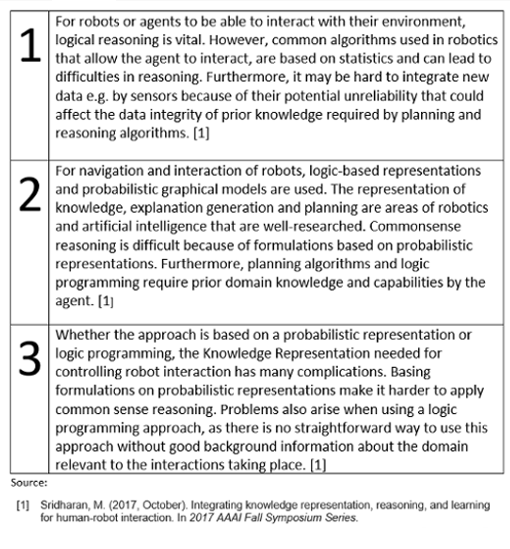 1
For robots or agents to be able to interact with their environment,
logical reasoning is vital. However, common algorithms used in robotics
that allow the agent to interact, are based on statistics and can lead to
difficulties in reasoning. Furthermore, it may be hard to integrate new
data e.g. by sensors because of their potential unreliability that could
affect the data integrity of prior knowledge required by planning and
reasoning algorithms. [1]
2
For navigation and interaction of robots, logic-based representations
and probabilistic graphical models are used. The representation of
knowledge, explanation generation and planning are areas of robotics
and artificial intelligence that are well-researched. Commonsense
reasoning is difficult because of formulations based on probabilistic
representations. Furthermore, planning algorithms and logic
programming require prior domain knowledge and capabilities by the
agent. [1]
3
Whether the approach is based on a probabilistic representation or
logic programming, the Knowledge Representation needed for
controlling robot interaction has many complications. Basing
formulations on probabilistic representations make it harder to apply
common sense reasoning. Problems also arise when using a logic
programming approach, as there is no straightforward way to use this
approach without good background information about the domain
relevant to the interactions taking place. [1]
Source:
[1] Sridharan, M. (2017, October). Integrating knowledge representation, reasoning, and learning
for human-robot interaction. In 2017 AAAI Fall Symposium Series.